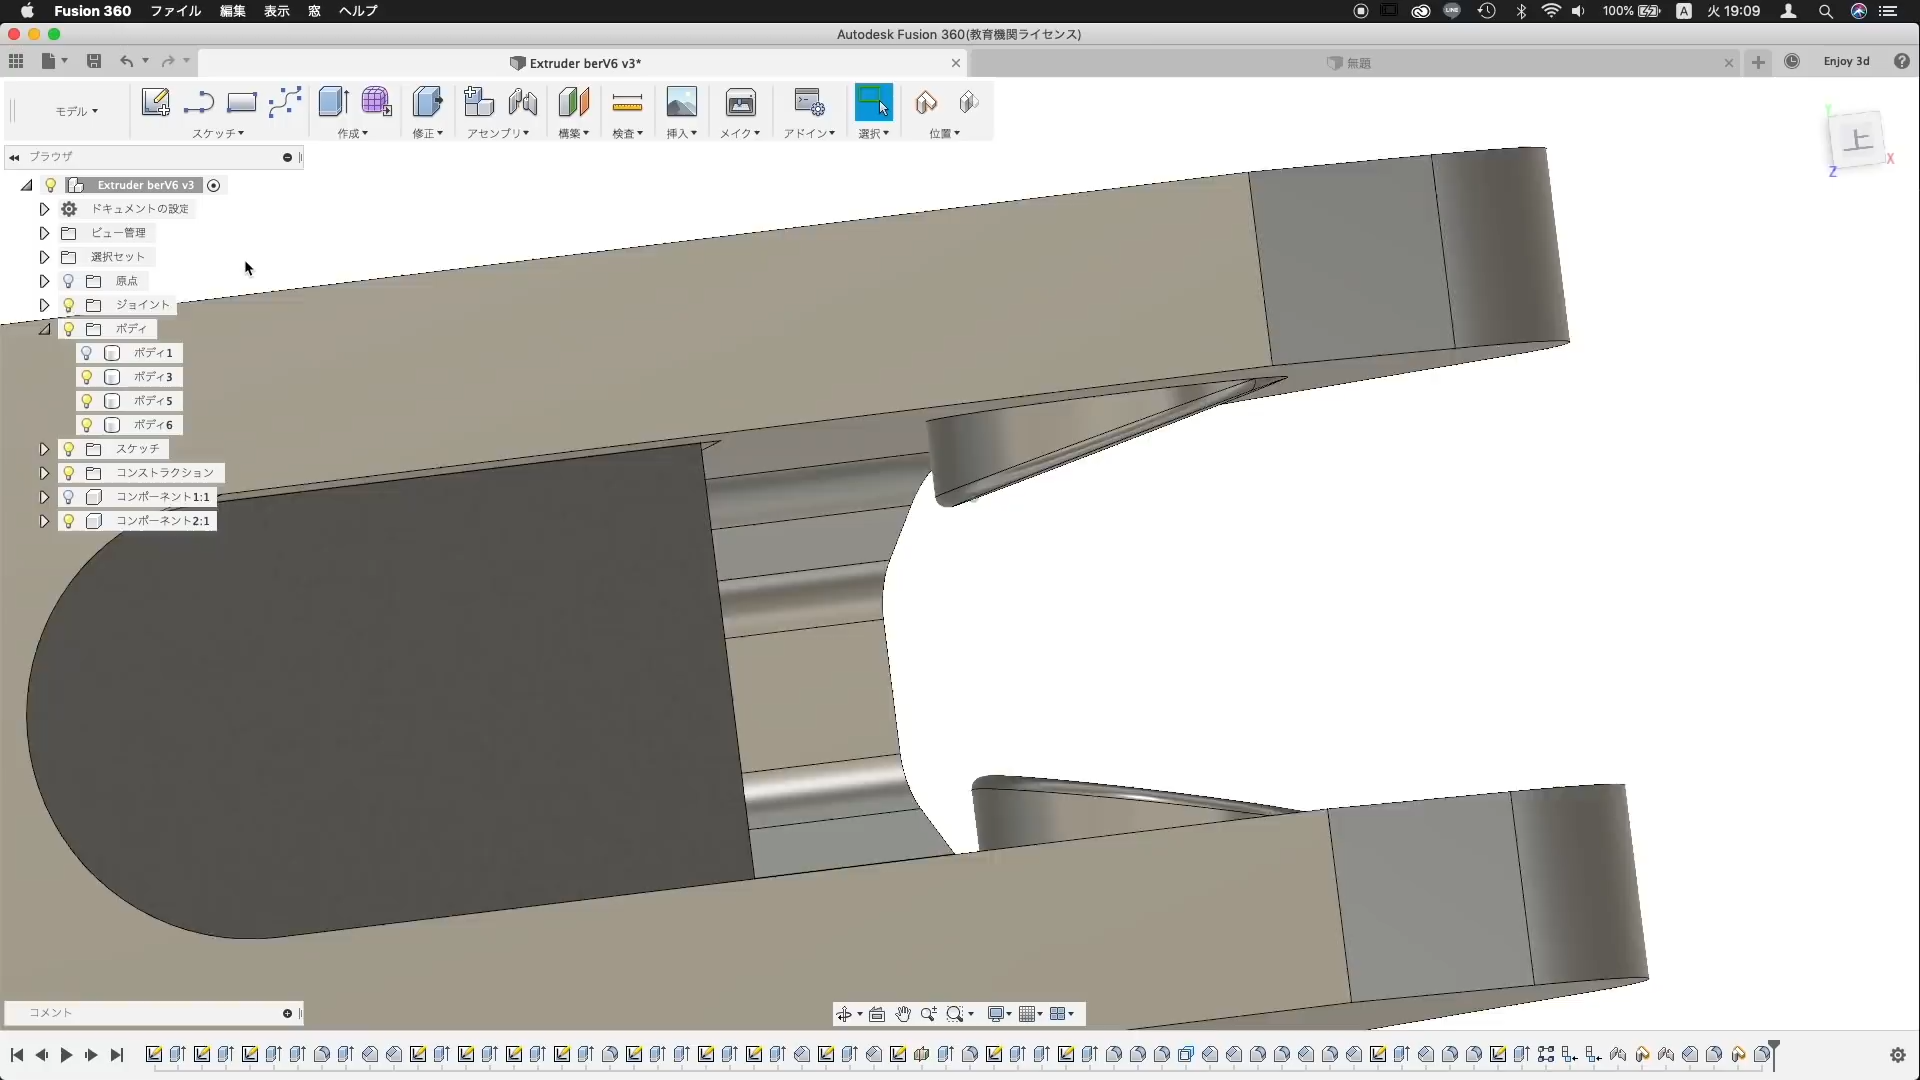 Fusion 360 ファイル 編集 表示 窓 ヘルプ 100% A 火 19:09
Autodesk Fusion 360(教育機関ライセンス)
Extruder berV6 v3* 無題 Enjoy 3d
モデル スケッチ 作成 修正 アセンブリ 構築 検査 挿入 メイク アドイン 選択 位置
ブラウザ
Extruder berV6 v3
ドキュメントの設定
ビュー管理
選択セット
原点
ジョイント
ボディ
ボディ1
ボディ3
ボディ5
ボディ6
スケッチ
コンストラクション
コンポーネント1:1
コンポーネント2:1
上
X
Z
コメント